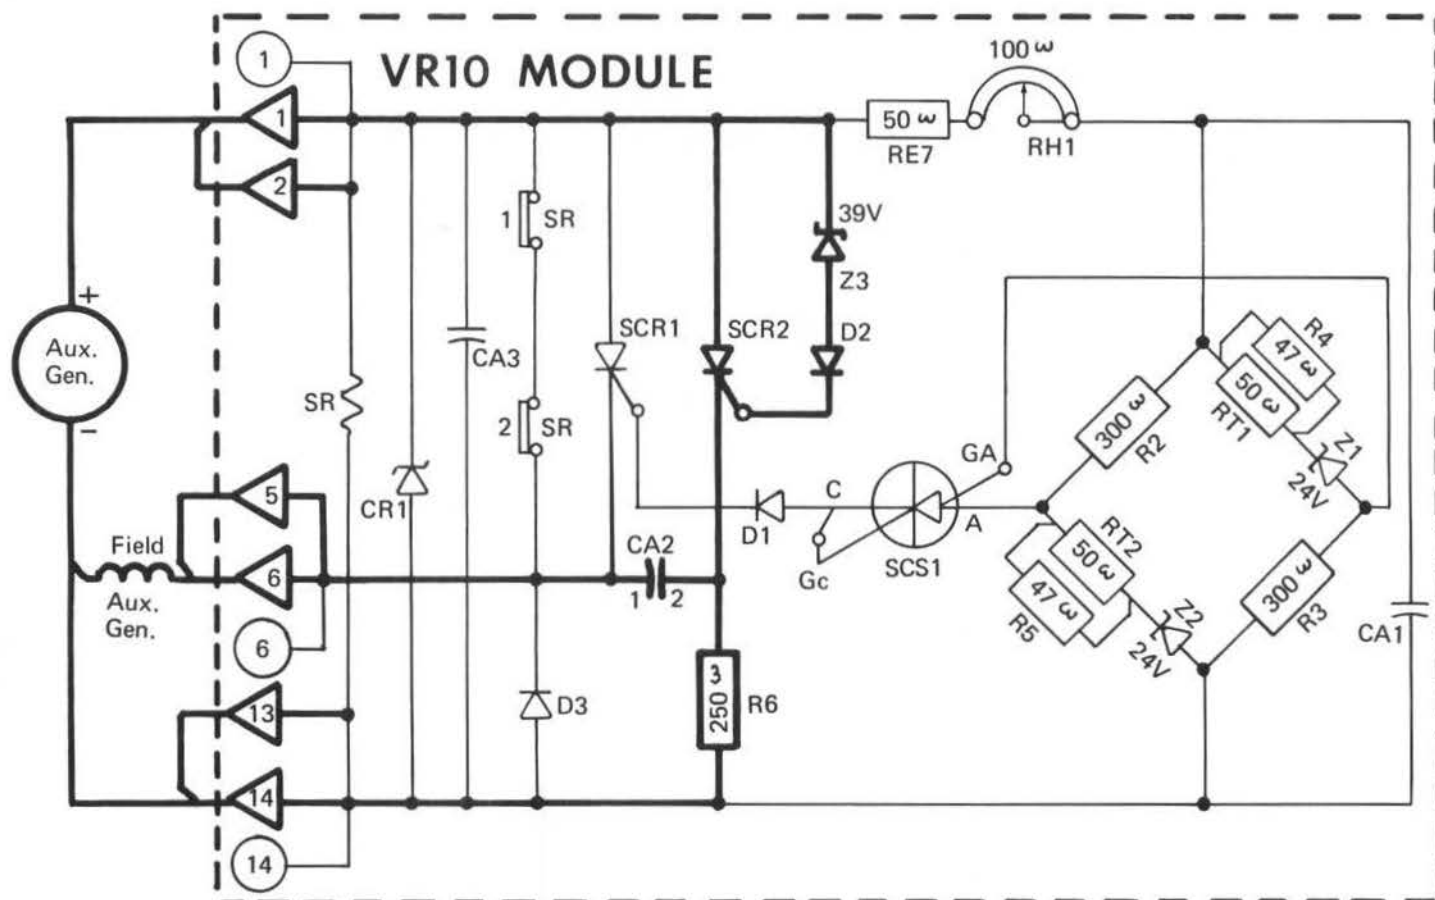 1
VR10 MODULE
100 ω
1
50 ω
RE7
RH1
2
39V
1
SR
Z3
+
Aux.
Gen.
−
SCR1
SCR2
D2
CA3
R4
47 ω
50 ω
RT1
SR
2
SR
300 ω
R2
Z1
24V
GA
5
CR1
C
D1
A
SCS1
Gc
RT2
50 ω
47 ω
R5
Field
Aux.
Gen.
6
CA2
1
2
Z2
24V
300 ω
R3
CA1
6
13
D3
250 ω
R6
14
14